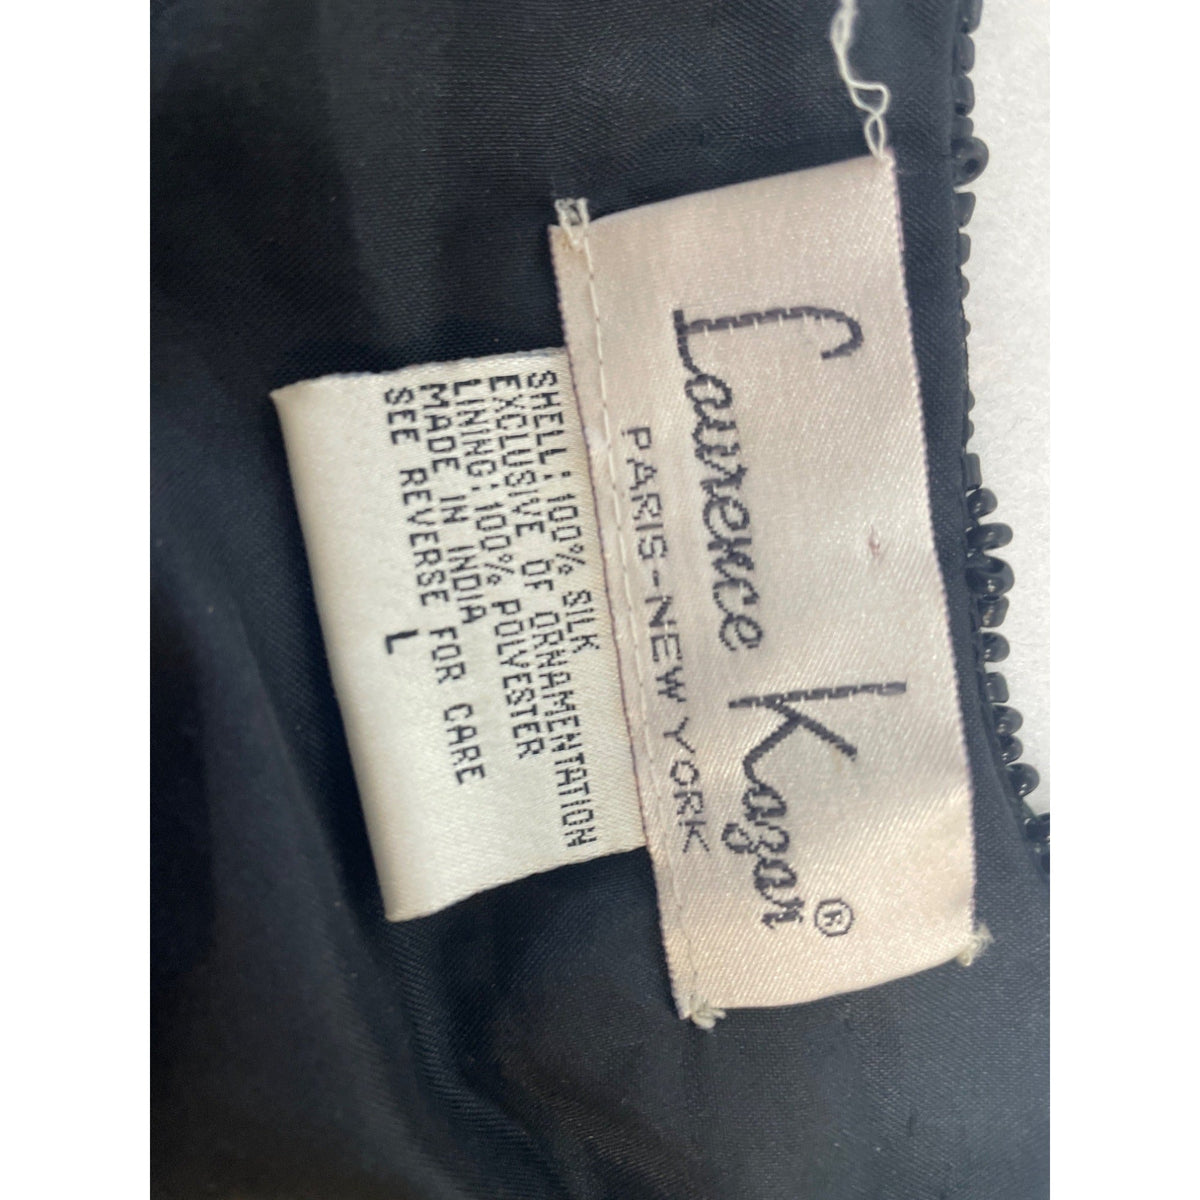 Laurence Kazar®
PARIS-NEW YORK
SHELL: 100% SILK
EXCLUSIVE OF ORNAMENTATION
LINING: 100% POLYESTER
MADE IN INDIA
SEE REVERSE FOR CARE
L